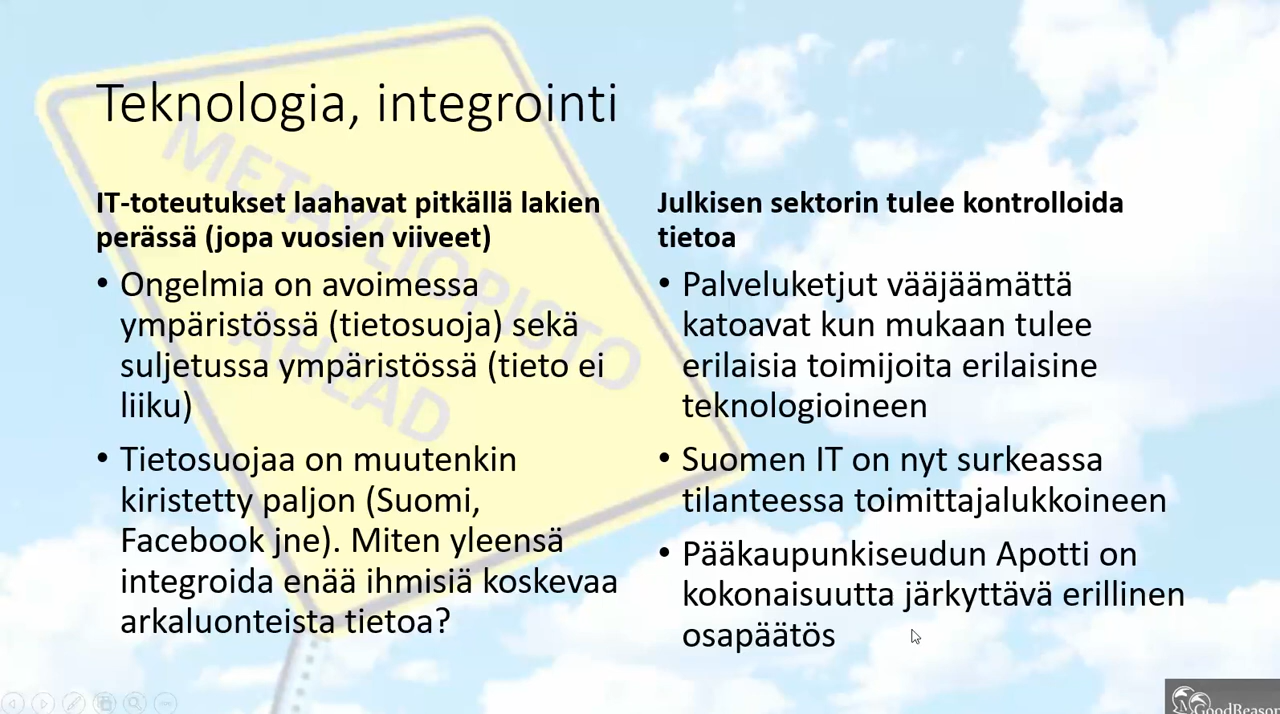 Teknologia, integrointi
IT-toteutukset laahavat pitkällä lakien
perässä (jopa vuosien viiveet)
• Ongelmia on avoimessa
ympäristössä (tietosuoja) sekä
suljetussa ympäristössä (tieto ei
liiku)
• Tietosuojaa on muutenkin
kiristetty paljon (Suomi,
Facebook jne). Miten yleensä
integroida enää ihmisiä koskevaa
arkaluonteista tietoa?
Julkisen sektorin tulee kontrolloida
tietoa
• Palveluketjut vääjäämättä
katoavat kun mukaan tulee
erilaisia toimijoita erilaisine
teknologioineen
• Suomen IT on nyt surkeassa
tilanteessa toimittajalukkoineen
• Pääkaupunkiseudun Apotti on
kokonaisuutta järkyttävä erillinen
osapäätös
METAYLIOPISTO
AHEAD
GoodReason